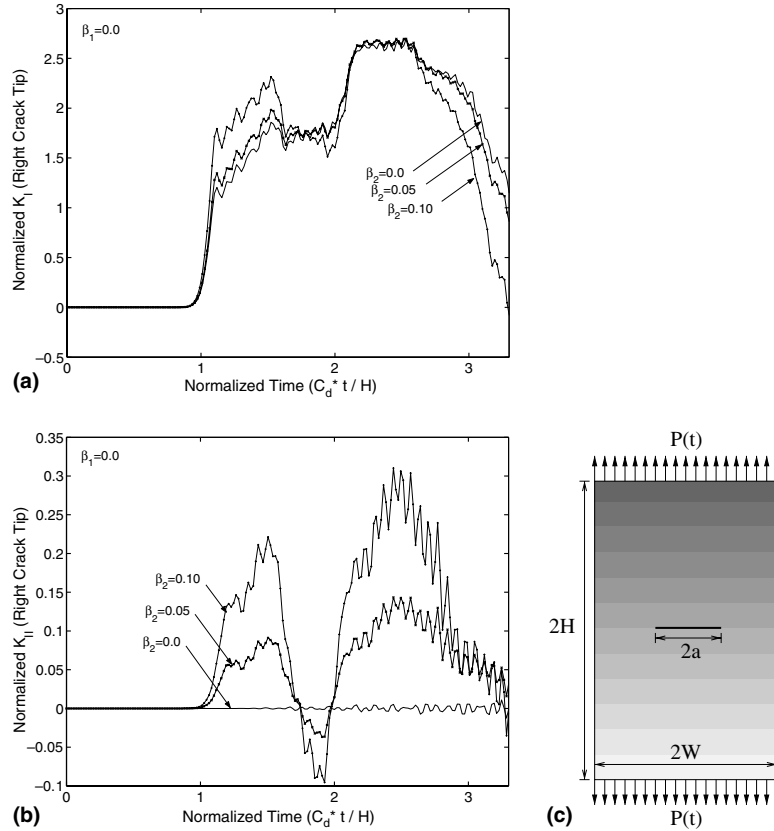 3
2.5
2
1.5
1
0.5
0
−0.5
β1=0.0
Normalized KI (Right Crack Tip)
β2=0.0
β2=0.05
β2=0.10
0
1
2
3
Normalized Time (Cd* t / H)
(a)
0.35
0.3
0.25
0.2
0.15
0.1
0.05
0
−0.05
−0.1
β1=0.0
Normalized KII (Right Crack Tip)
β2=0.10
β2=0.05
β2=0.0
0
1
2
3
Normalized Time (Cd* t / H)
(b)
P(t)
2H
2a
2W
P(t)
(c)